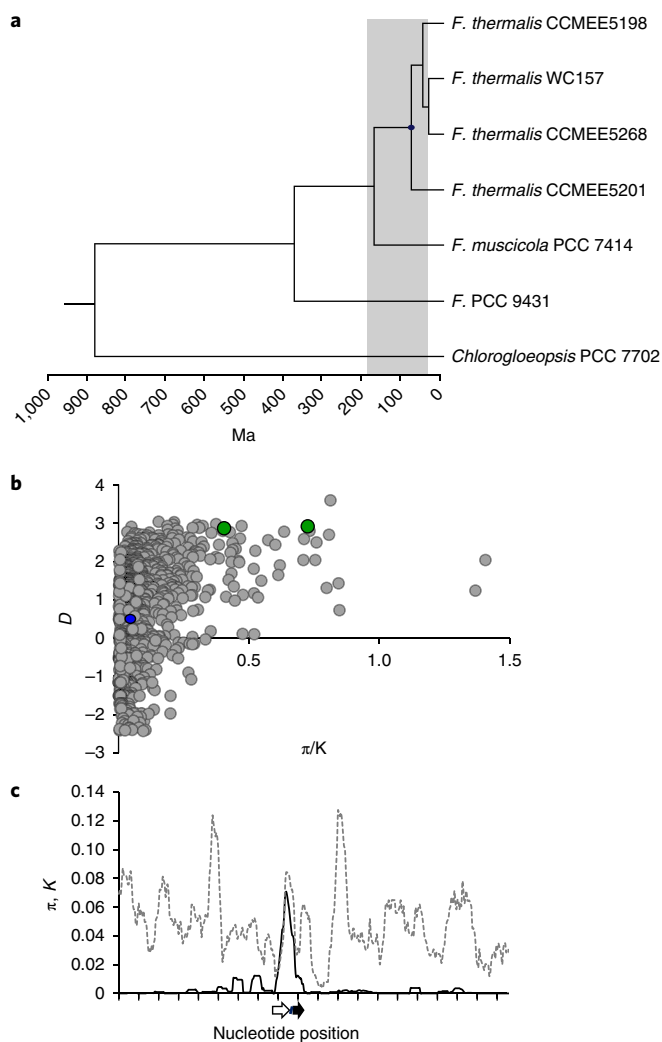 a
F. thermalis CCMEE5198
F. thermalis WC157
F. thermalis CCMEE5268
F. thermalis CCMEE5201
F. muscicola PCC 7414
F. PCC 9431
Chlorogloeopsis PCC 7702
1,000 900 800 700 600 500 400 300 200 100 0
Ma
b
4
3
2
1
0
–1
–2
–3
D
0.5 1.0 1.5
π/K
c
0.14
0.12
0.10
0.08
0.06
0.04
0.02
0
π, K
Nucleotide position